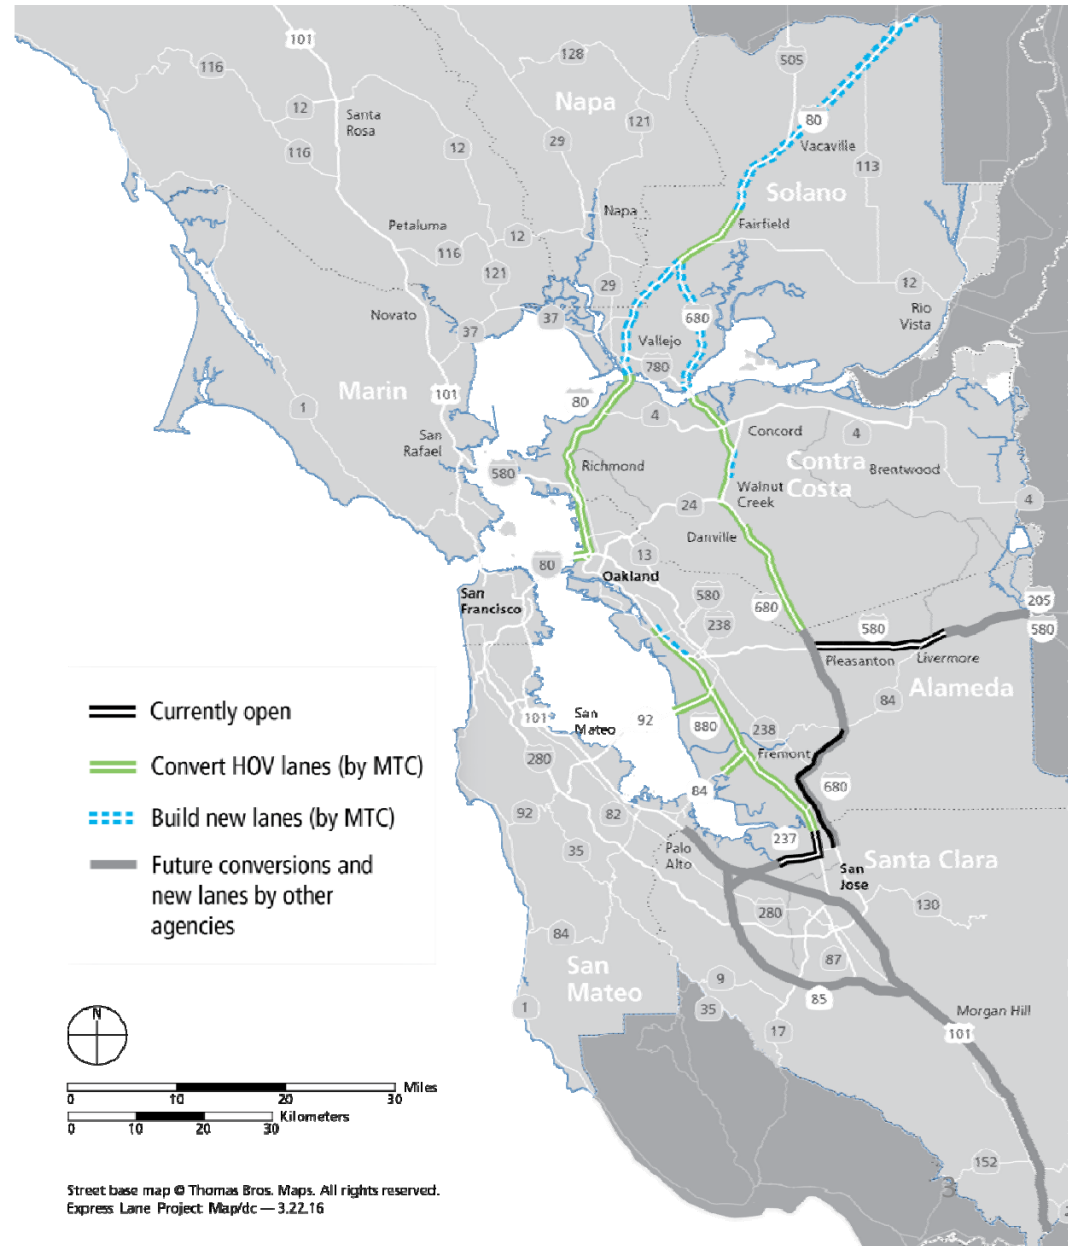 101
128
505
116
Napa
12
Santa
Rosa
121
80
29
116
12
Vacaville
113
Solano
Napa
Petaluma
Fairfield
12
116
121
29
12
Rio
Vista
Novato
37
37
680
Vallejo
780
Marin
101
80
1
4
Concord
4
San
Rafael
Richmond
Contra
Costa
Brentwood
580
Walnut
Creek
24
4
Danville
13
80
Oakland
San
Francisco
580
680
205
238
580
580
Pleasanton
Livermore
Alameda
84
Currently open
101
San
Mateo
92
880
238
Fremont
280
Convert HOV lanes (by MTC)
680
84
92
82
Build new lanes (by MTC)
237
35
Palo
Alto
Santa Clara
San
Jose
Future conversions and
new lanes by other
agencies
280
130
84
87
San
Mateo
9
85
1
35
Morgan Hill
17
101
N
Miles
0 10 20 30
Kilometers
0 10 20 30
152
3
Street base map © Thomas Bros. Maps. All rights reserved.
Express Lane Project Map/dc — 3.22.16